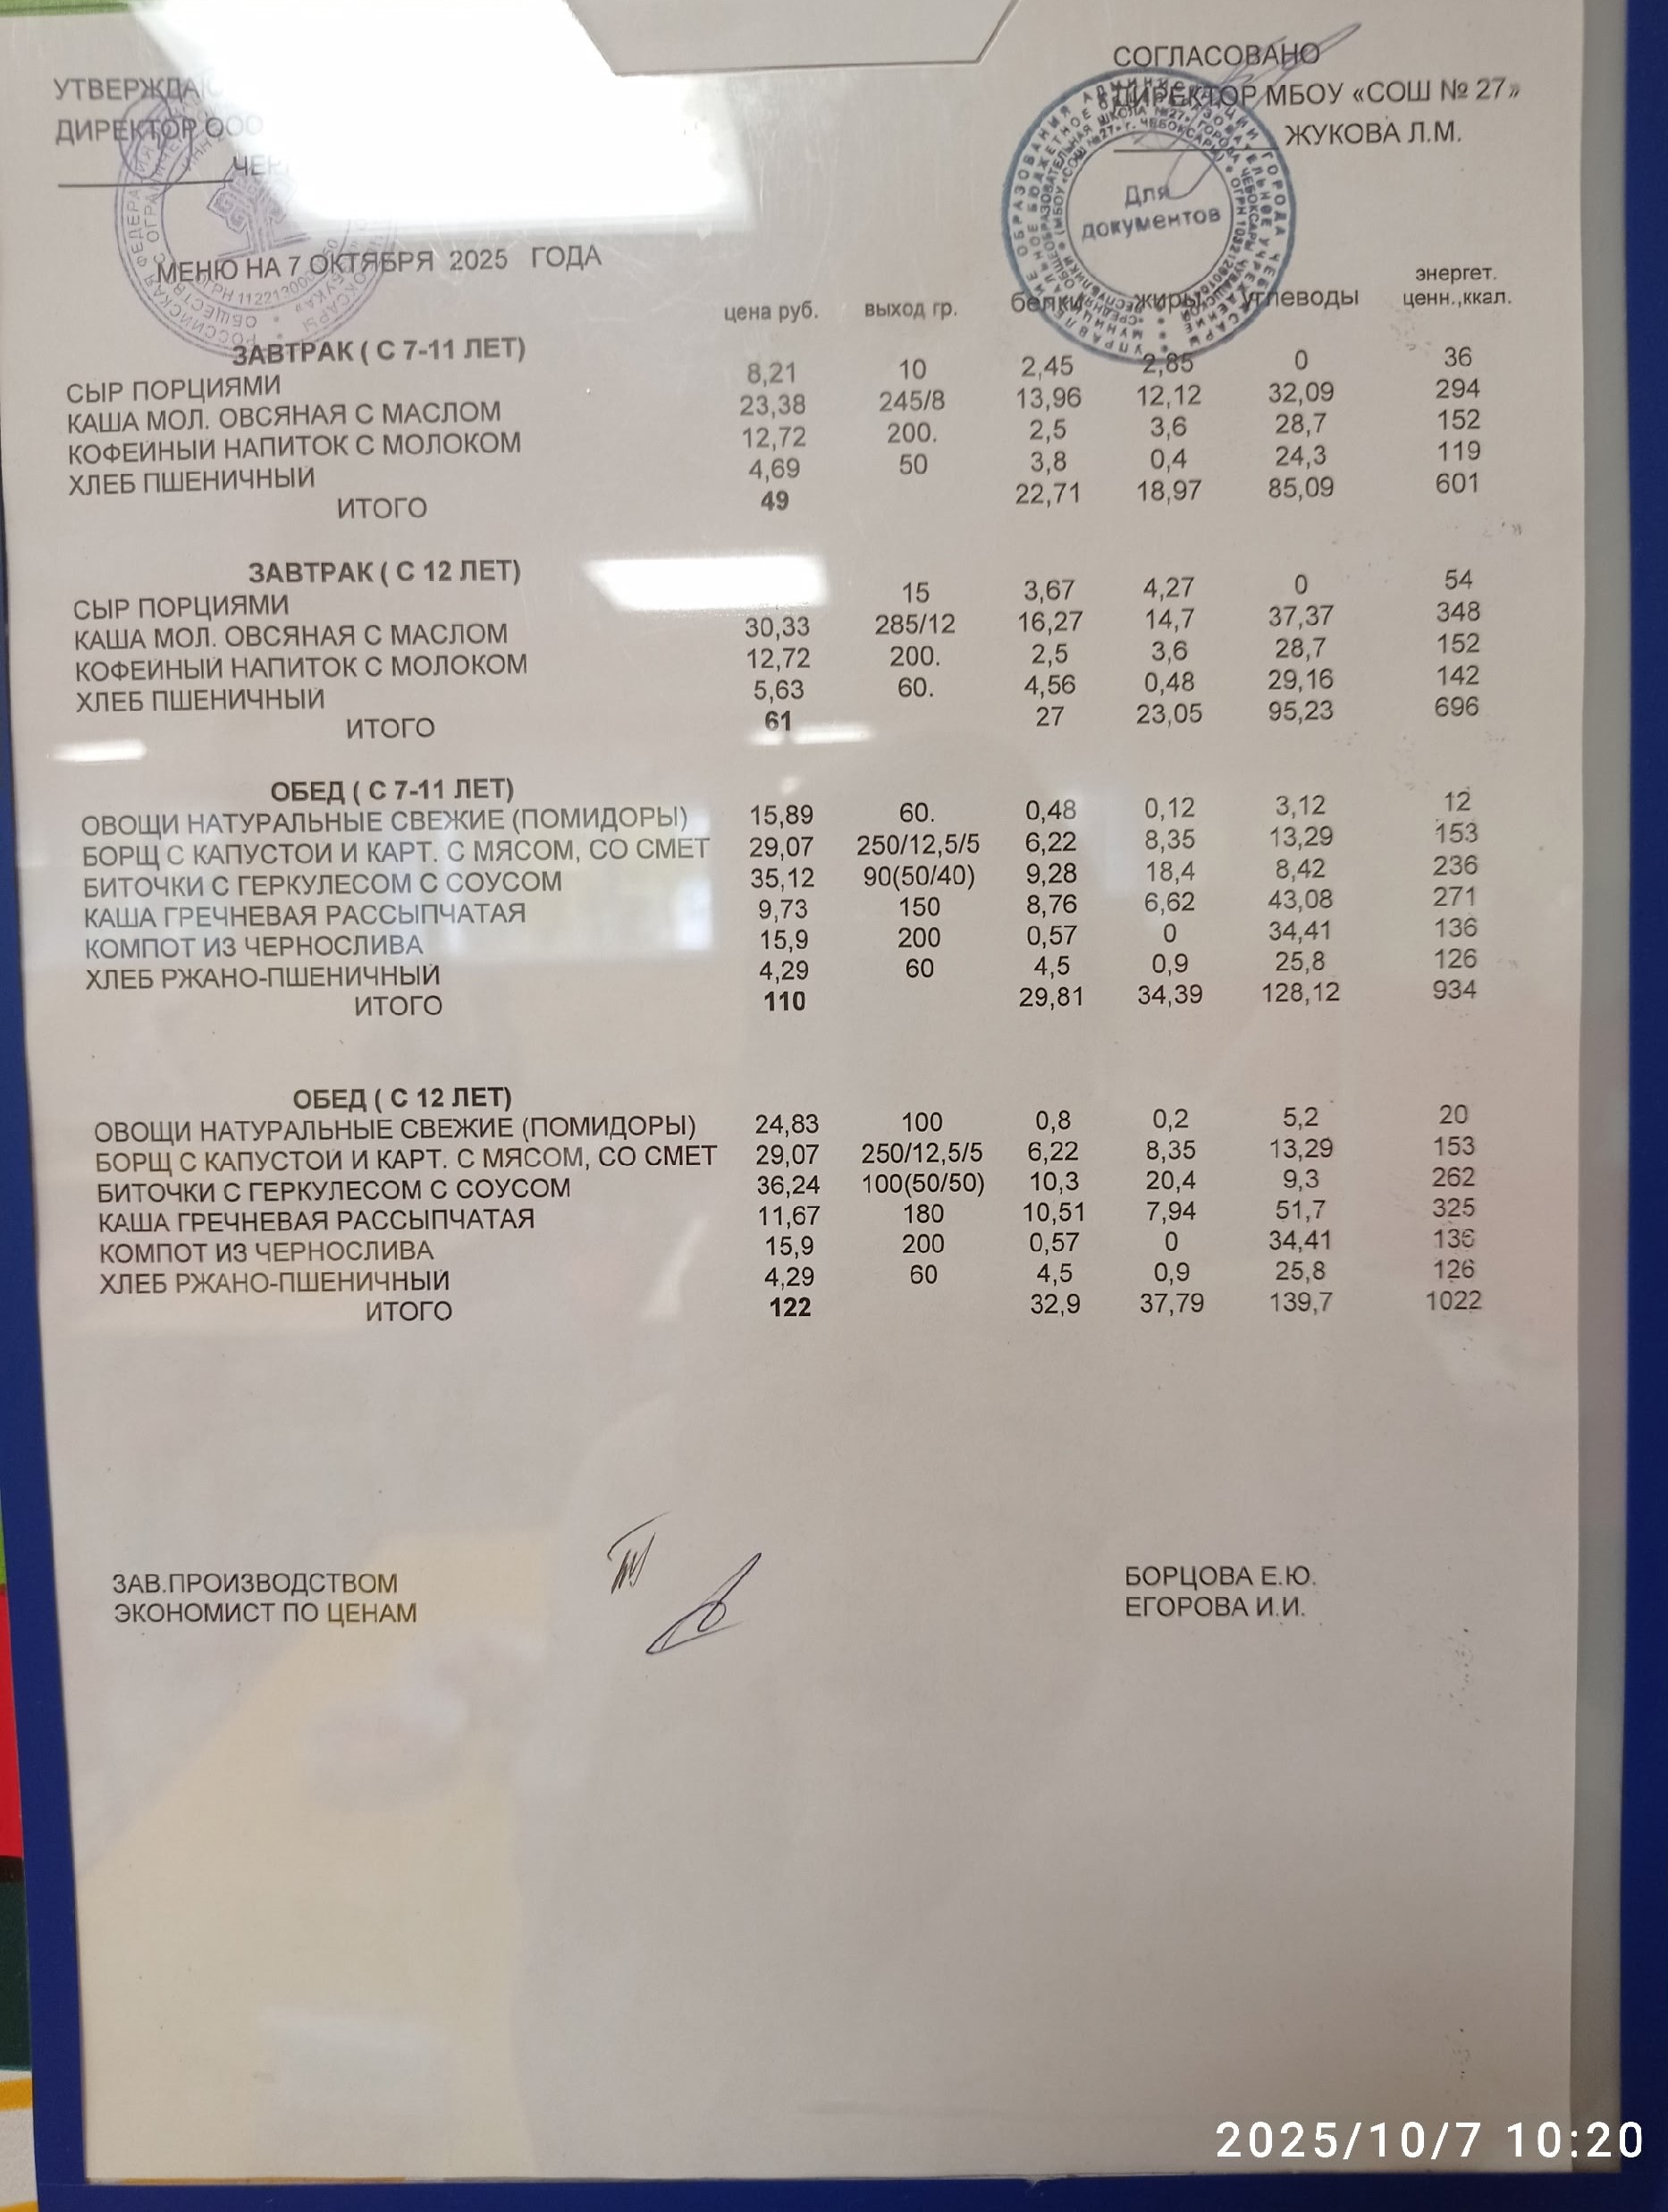 СОГЛАСОВАНО
ДИРЕКТОР МБОУ «СОШ № 27»
ЖУКОВА Л.М.
УТВЕРЖДАЮ
ДИРЕКТОР ООО
Для
документов
МЕНЮ НА 7 ОКТЯБРЯ 2025 ГОДА
цена руб. выход гр. белки жиры углеводы энергет. ценн.,ккал.
ЗАВТРАК ( С 7-11 ЛЕТ)
СЫР ПОРЦИЯМИ 8,21 10 2,45 2,85 0 36
КАША МОЛ. ОВСЯНАЯ С МАСЛОМ 23,38 245/8 13,96 12,12 32,09 294
КОФЕЙНЫЙ НАПИТОК С МОЛОКОМ 12,72 200. 2,5 3,6 28,7 152
ХЛЕБ ПШЕНИЧНЫЙ 4,69 50 3,8 0,4 24,3 119
ИТОГО 49 22,71 18,97 85,09 601
ЗАВТРАК ( С 12 ЛЕТ)
СЫР ПОРЦИЯМИ 15 3,67 4,27 0 54
КАША МОЛ. ОВСЯНАЯ С МАСЛОМ 30,33 285/12 16,27 14,7 37,37 348
КОФЕЙНЫЙ НАПИТОК С МОЛОКОМ 12,72 200. 2,5 3,6 28,7 152
ХЛЕБ ПШЕНИЧНЫЙ 5,63 60. 4,56 0,48 29,16 142
ИТОГО 61 27 23,05 95,23 696
ОБЕД ( С 7-11 ЛЕТ)
ОВОЩИ НАТУРАЛЬНЫЕ СВЕЖИЕ (ПОМИДОРЫ) 15,89 60. 0,48 0,12 3,12 12
БОРЩ С КАПУСТОЙ И КАРТ. С МЯСОМ, СО СМЕТ 29,07 250/12,5/5 6,22 8,35 13,29 153
БИТОЧКИ С ГЕРКУЛЕСОМ С СОУСОМ 35,12 90(50/40) 9,28 18,4 8,42 236
КАША ГРЕЧНЕВАЯ РАССЫПЧАТАЯ 9,73 150 8,76 6,62 43,08 271
КОМПОТ ИЗ ЧЕРНОСЛИВА 15,9 200 0,57 0 34,41 136
ХЛЕБ РЖАНО-ПШЕНИЧНЫЙ 4,29 60 4,5 0,9 25,8 126
ИТОГО 110 29,81 34,39 128,12 934
ОБЕД ( С 12 ЛЕТ)
ОВОЩИ НАТУРАЛЬНЫЕ СВЕЖИЕ (ПОМИДОРЫ) 24,83 100 0,8 0,2 5,2 20
БОРЩ С КАПУСТОЙ И КАРТ. С МЯСОМ, СО СМЕТ 29,07 250/12,5/5 6,22 8,35 13,29 153
БИТОЧКИ С ГЕРКУЛЕСОМ С СОУСОМ 36,24 100(50/50) 10,3 20,4 9,3 262
КАША ГРЕЧНЕВАЯ РАССЫПЧАТАЯ 11,67 180 10,51 7,94 51,7 325
КОМПОТ ИЗ ЧЕРНОСЛИВА 15,9 200 0,57 0 34,41 136
ХЛЕБ РЖАНО-ПШЕНИЧНЫЙ 4,29 60 4,5 0,9 25,8 126
ИТОГО 122 32,9 37,79 139,7 1022
ЗАВ.ПРОИЗВОДСТВОМ БОРЦОВА Е.Ю.
ЭКОНОМИСТ ПО ЦЕНАМ ЕГОРОВА И.И.
2025/10/7 10:20